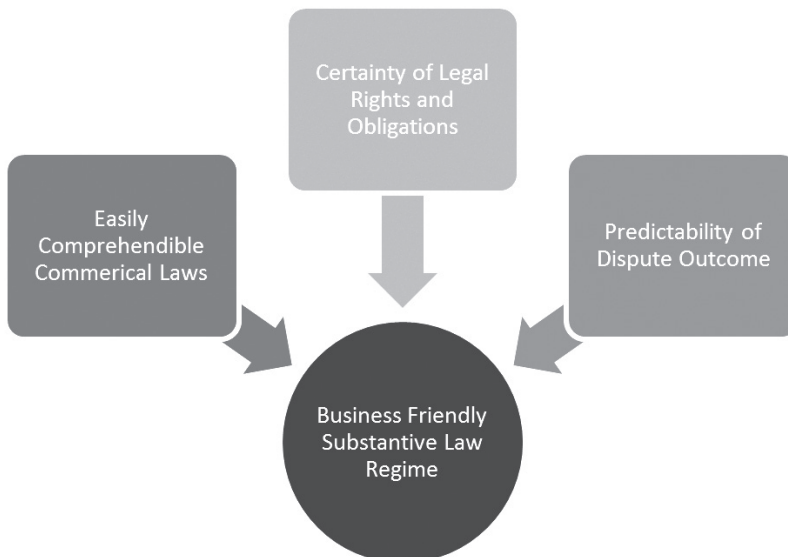 Certainty of Legal
Rights and
Obligations
Easily
Comprehendible
Commerical Laws
Predictability of
Dispute Outcome
Business Friendly
Substantive Law
Regime